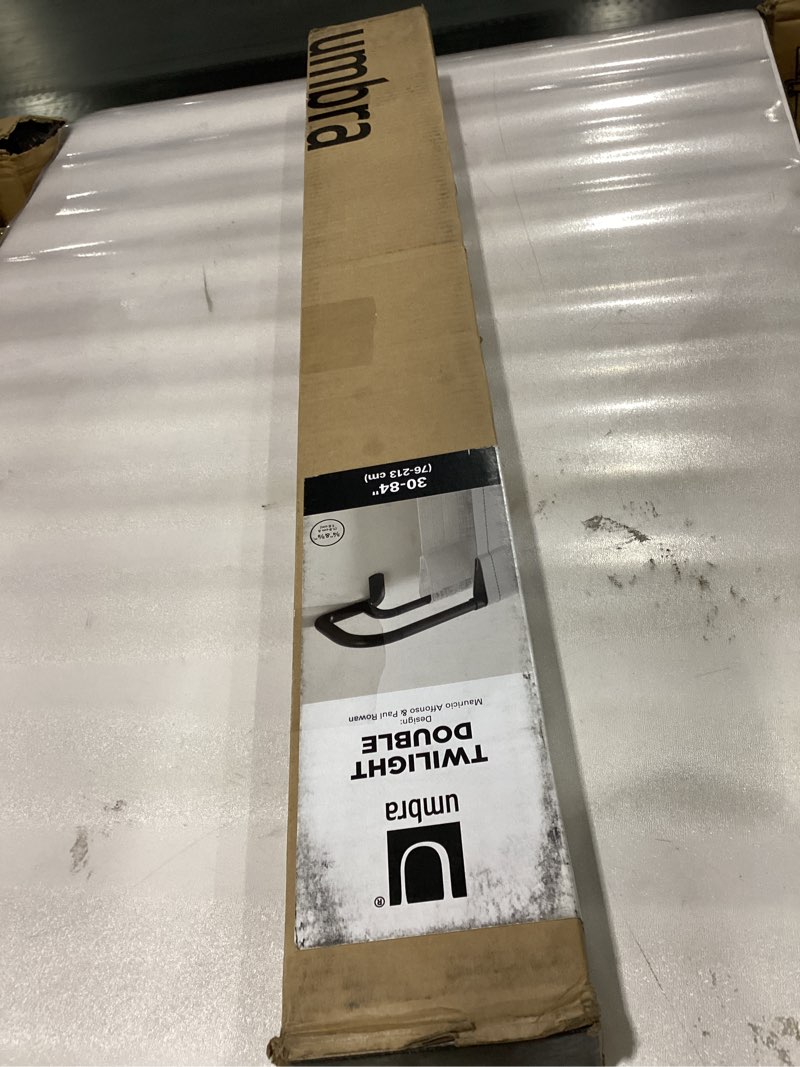 umbra
®
umbra
TWILIGHT
DOUBLE
Design:
Mauricio Affonso & Paul Rowan
30-84"
(76-213 cm)